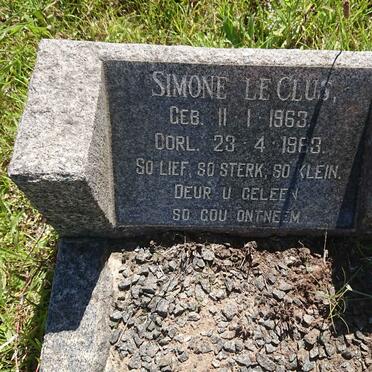 SIMONE LE CLUS,
GEB. 11 1 1963.
OORL. 23 4 1963.
SO LIEF, SO STERK, SO KLEIN.
DEUR U GELEEN
SO GOU ONTNEEM